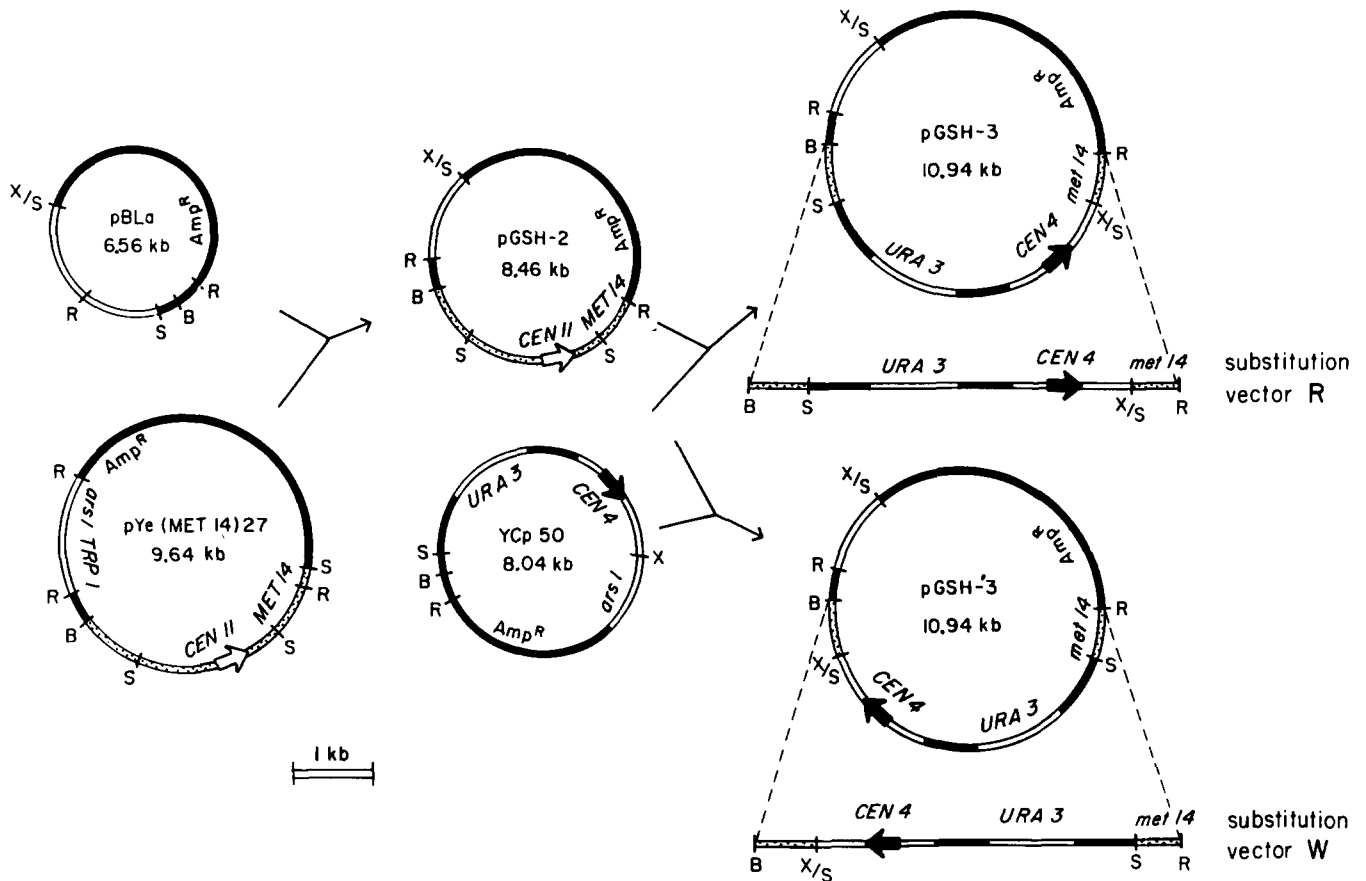 X/S
pBLa
6.56 kb
AmpR
R
B
S
R
X/S
pGSH-2
8.46 kb
AmpR
R
B
S
CEN 11
MET 14
S
R
X/S
pGSH-3
10.94 kb
AmpR
R
B
S
URA 3
CEN 4
X/S
met 14
R
URA 3
CEN 4
met 14
B
S
X/S
R
substitution
vector R
pYe (MET 14) 27
9.64 kb
AmpR
R
ars1 TRP 1
R
B
S
CEN 11
MET 14
S
R
S
YCp 50
8.04 kb
URA 3
CEN 4
X
ars1
AmpR
R
B
S
X/S
pGSH-'3
10.94 kb
AmpR
R
B
X/S
CEN 4
URA 3
S
met 14
R
CEN 4
URA 3
met 14
B
X/S
S
R
substitution
vector W
1 kb